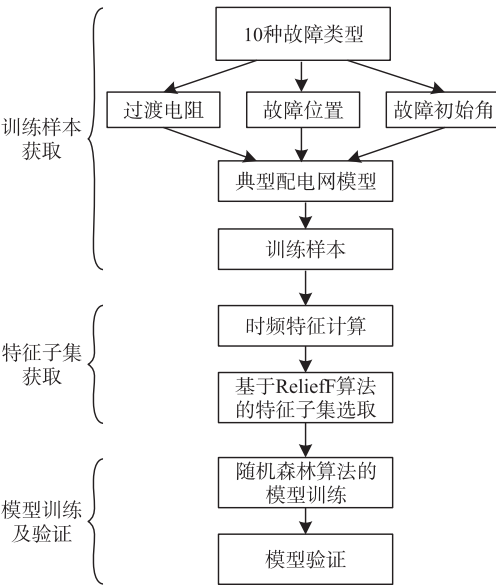 10种故障类型
过渡电阻
故障位置
故障初始角
典型配电网模型
训练样本
训练样本
获取
时频特征计算
基于ReliefF算法
的特征子集选取
特征子集
获取
随机森林算法的
模型训练
模型验证
模型训练
及验证